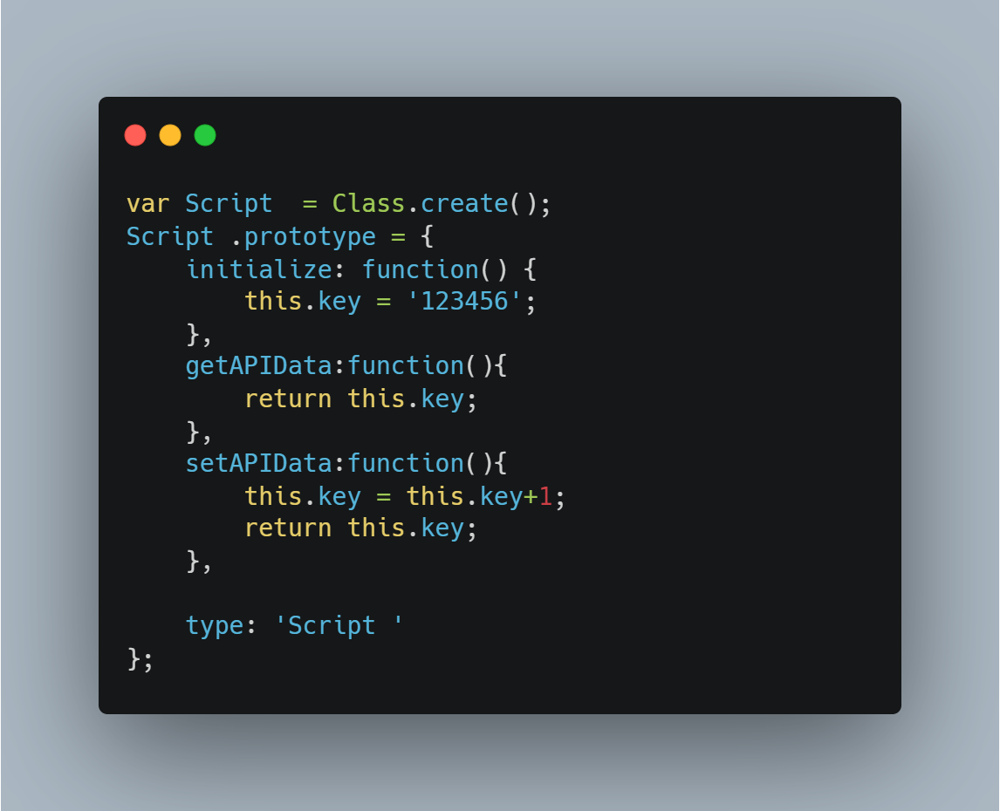 var Script  = Class.create();
Script .prototype = {
    initialize: function() {
        this.key = '123456';
    },
    getAPIData:function(){
        return this.key;
    },
    setAPIData:function(){
        this.key = this.key+1;
        return this.key;
    },

    type: 'Script '
};